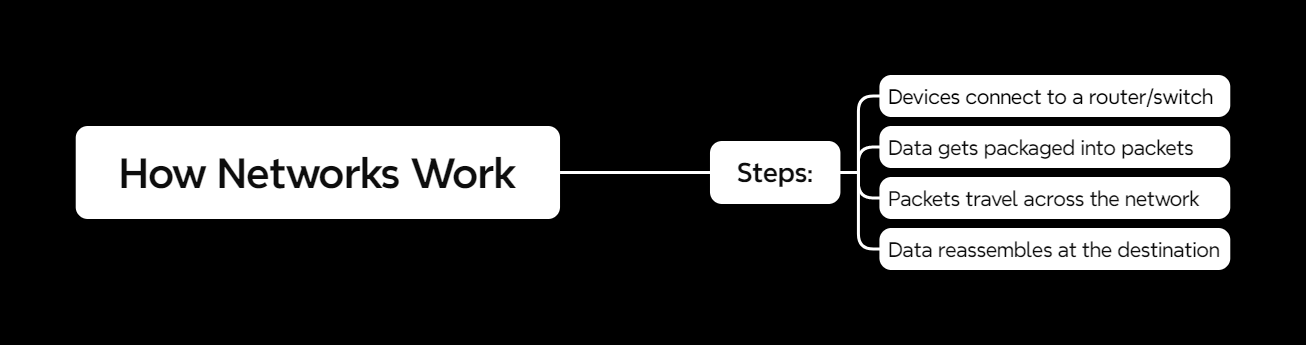 How Networks Work
Steps:
Devices connect to a router/switch
Data gets packaged into packets
Packets travel across the network
Data reassembles at the destination